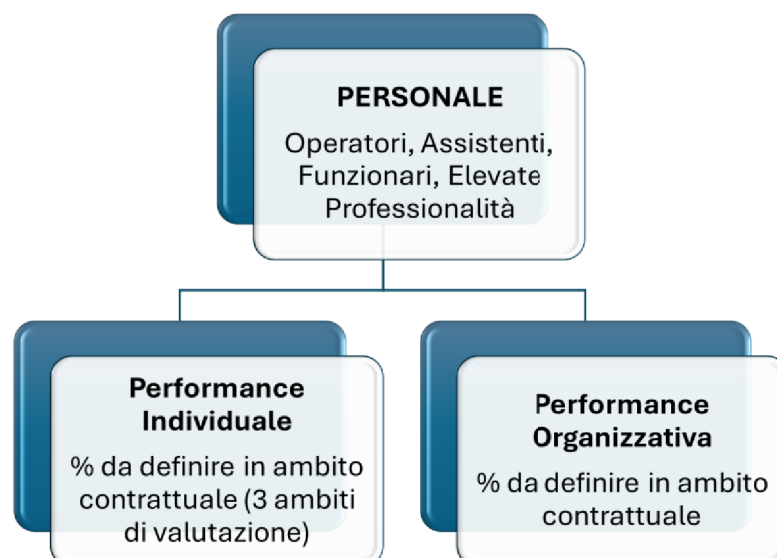 PERSONALE
Operatori, Assistenti,
Funzionari, Elevate
Professionalità
Performance
Individuale
% da definire in ambito
contrattuale (3 ambiti
di valutazione)
Performance
Organizzativa
% da definire in ambito
contrattuale